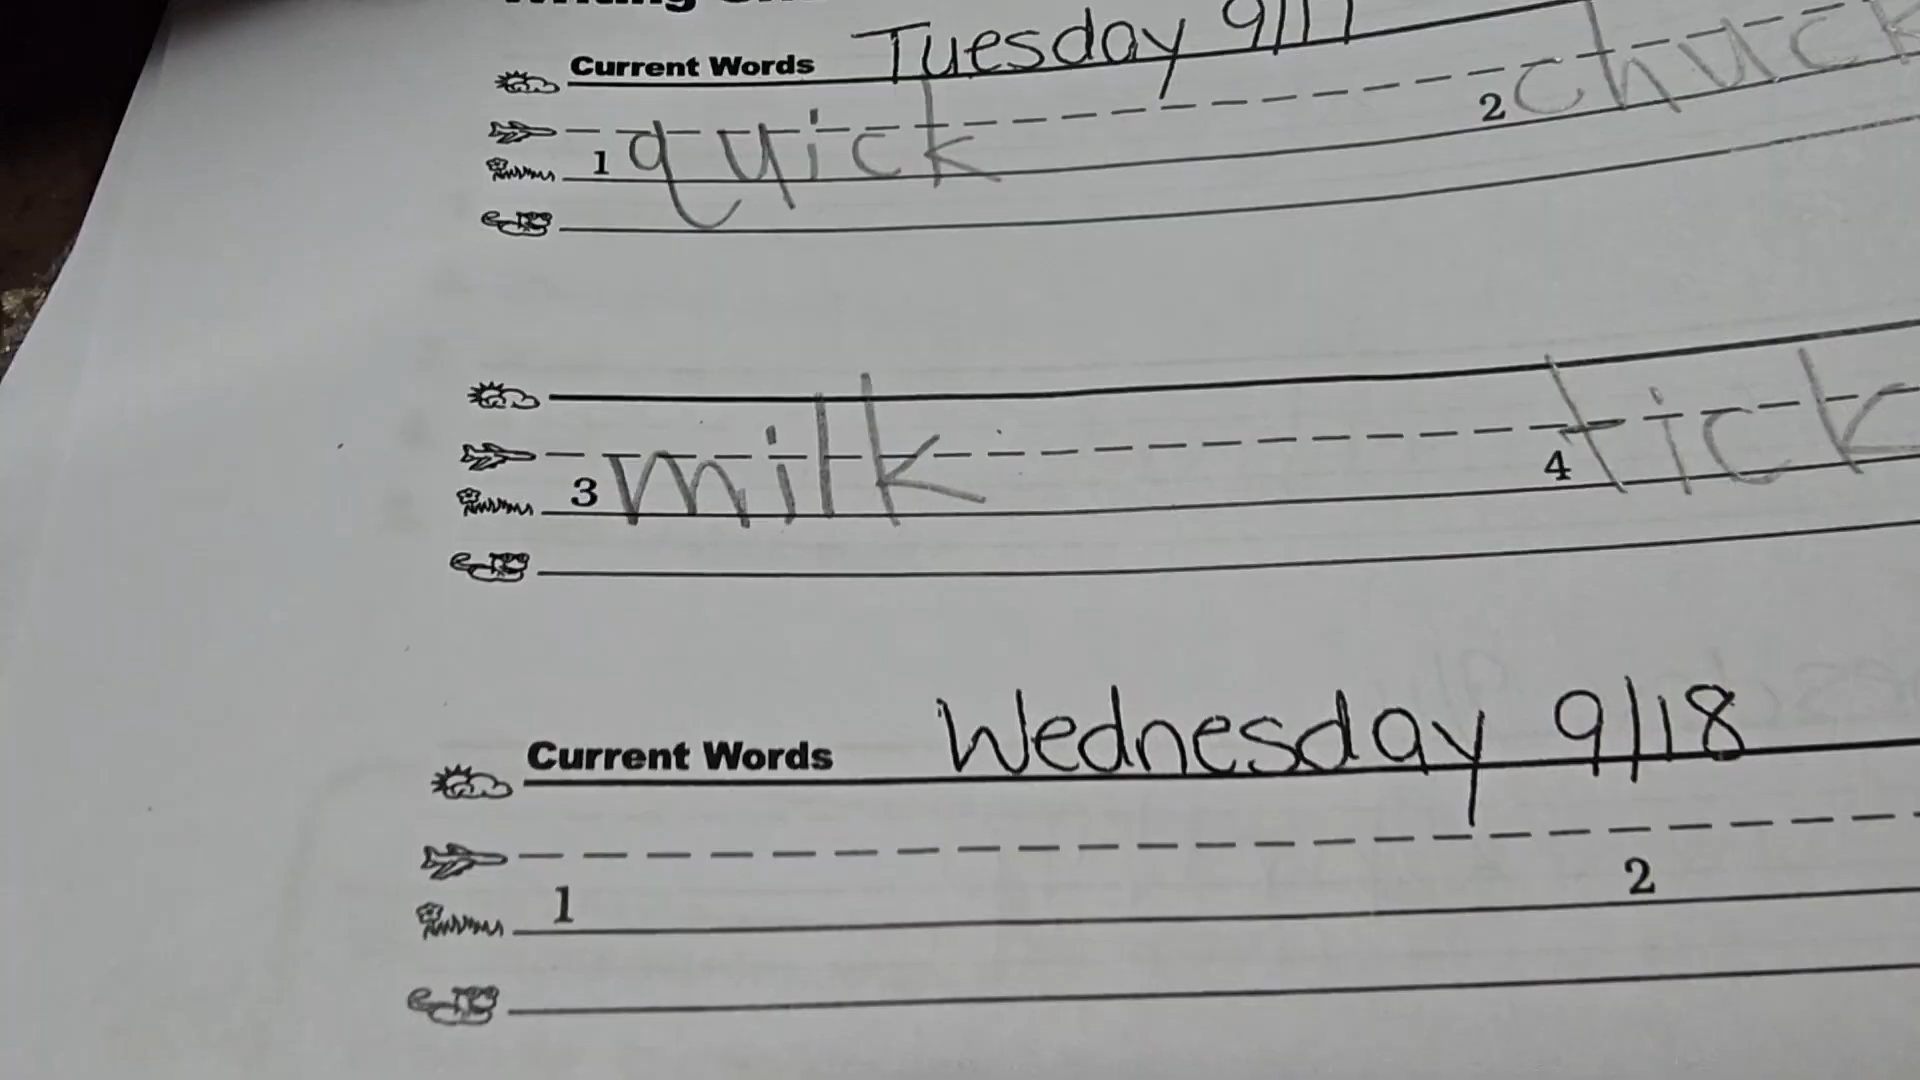 Current Words Tuesday 9/17
1 quick 2 chuck
3 milk 4 tick
Current Words Wednesday 9/18
1 2